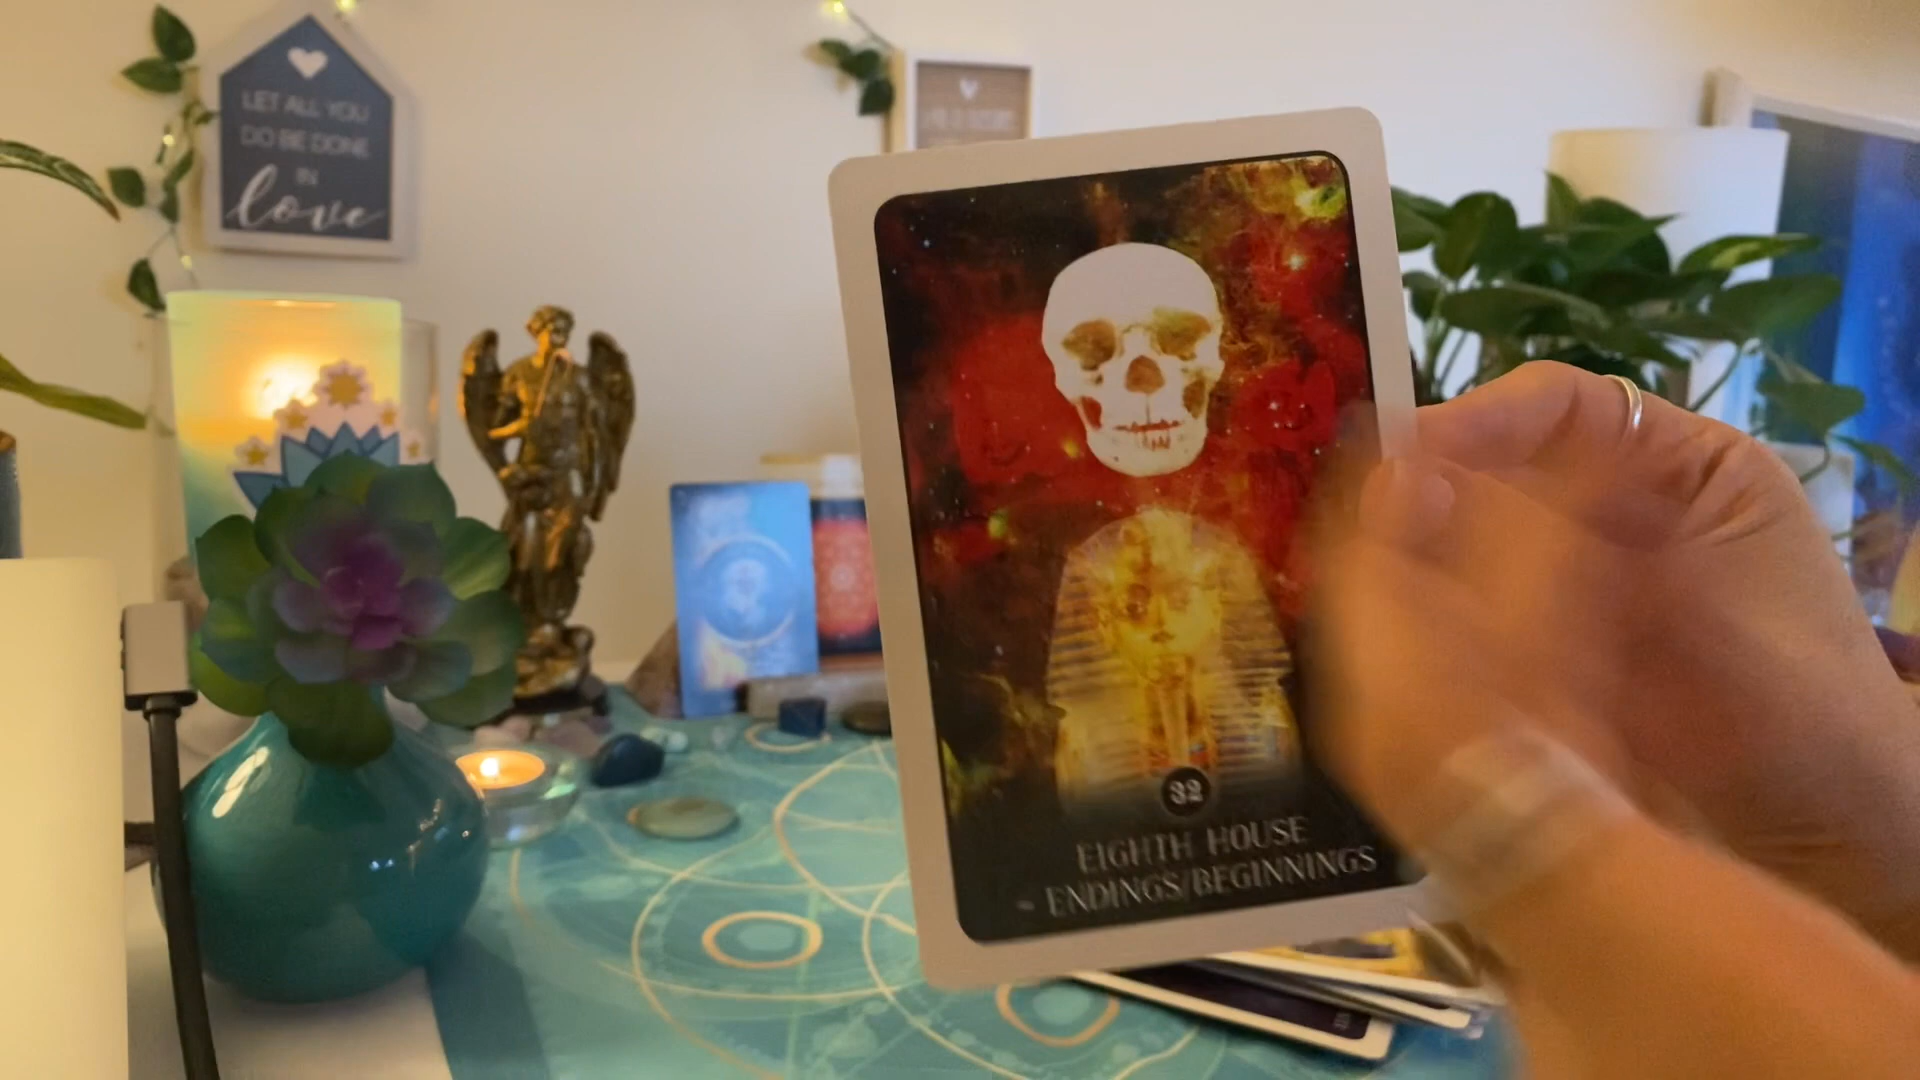 LET ALL YOU
DO BE DONE
IN
love
32
EIGHTH HOUSE
ENDINGS/BEGINNINGS